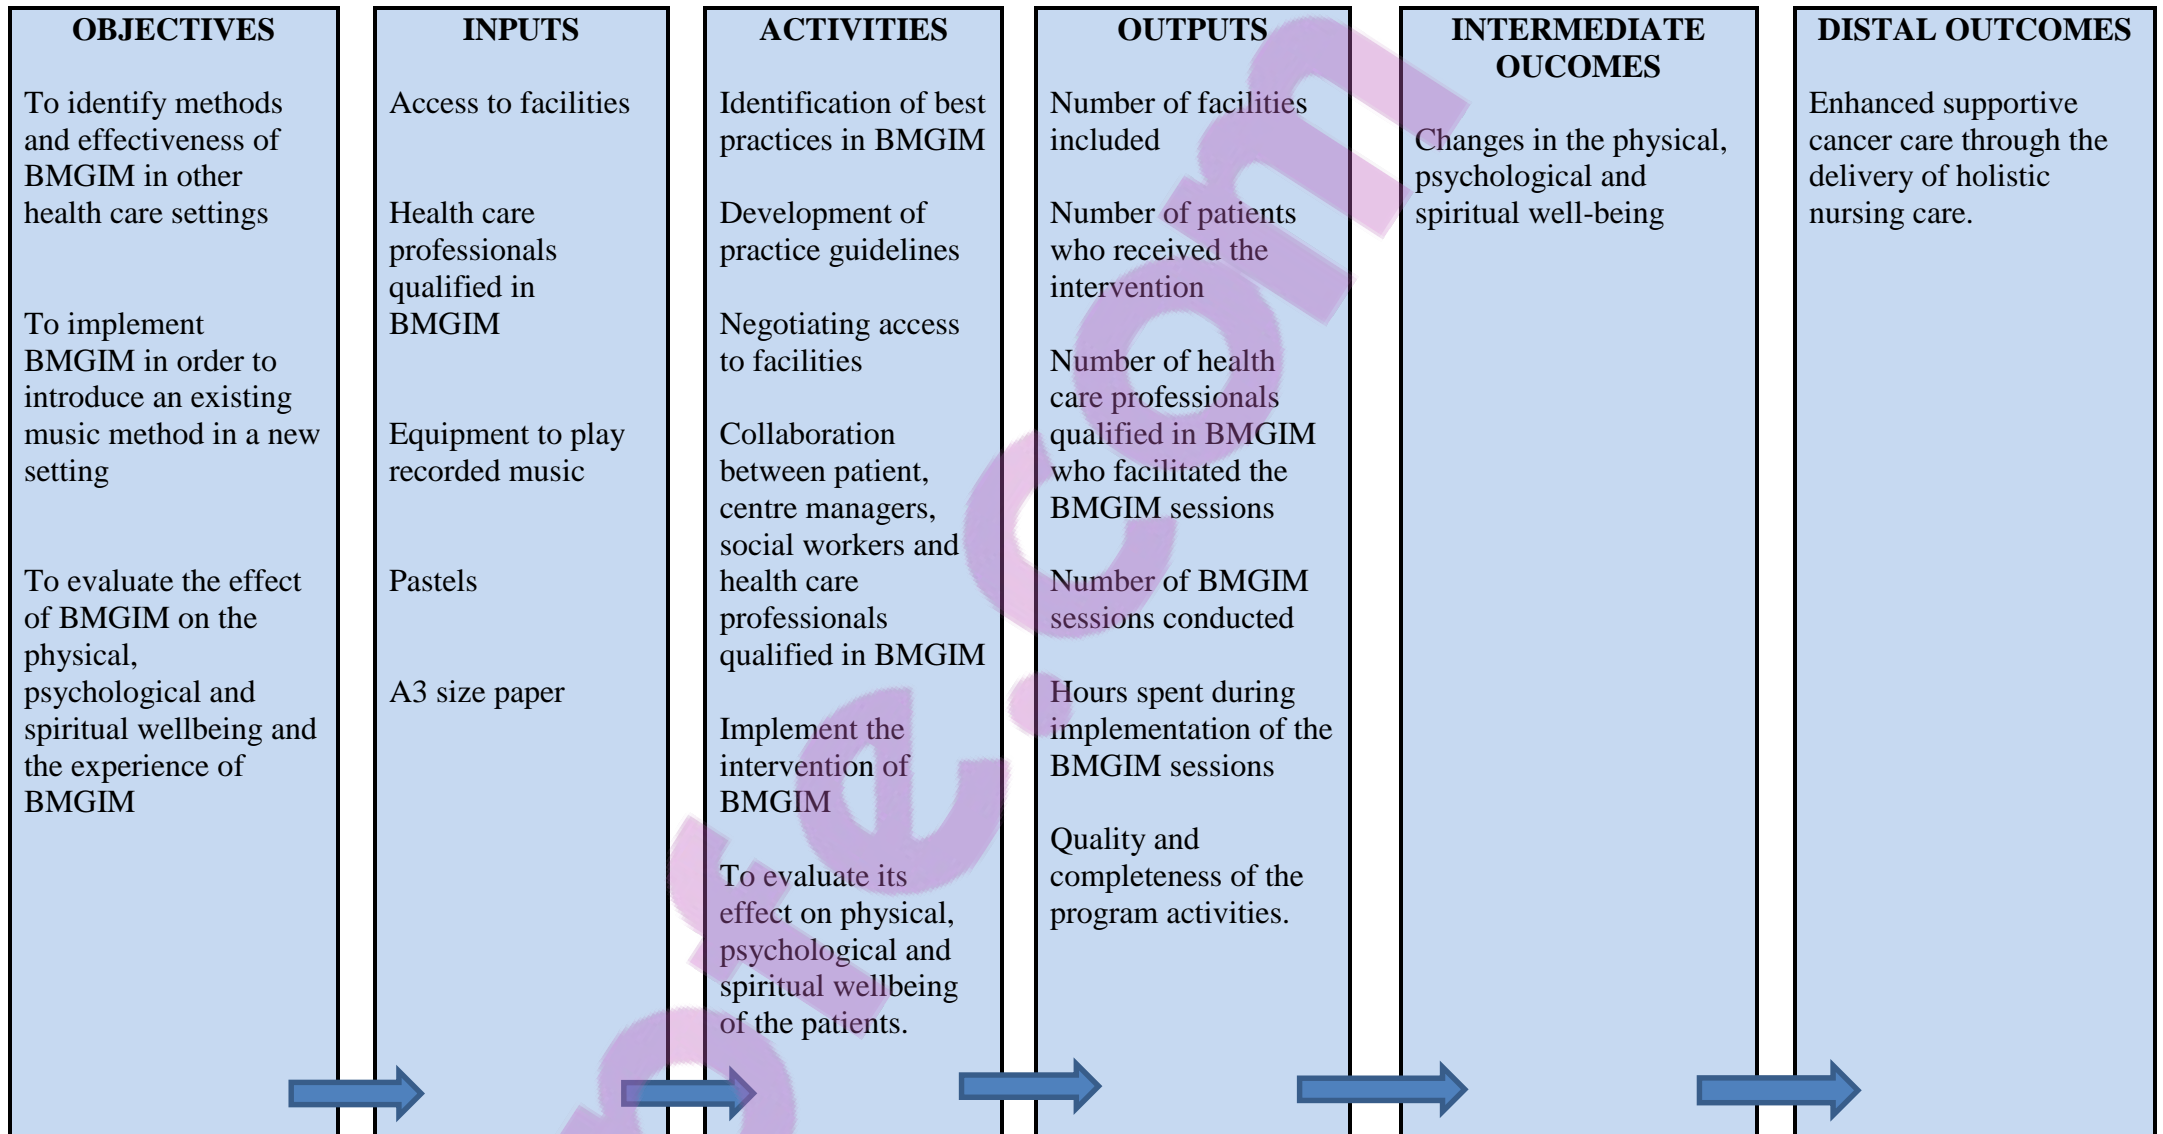 OBJECTIVES
To identify methods
and effectiveness of
BMGIM in other
health care settings
To implement
BMGIM in order to
introduce an existing
music method in a new
setting
To evaluate the effect
of BMGIM on the
physical,
psychological and
spiritual wellbeing and
the experience of
BMGIM
INPUTS
Access to facilities
Health care
professionals
qualified in
BMGIM
Equipment to play
recorded music
Pastels
A3 size paper
ACTIVITIES
Identification of best
practices in BMGIM
Development of
practice guidelines
Negotiating access
to facilities
Collaboration
between patient,
centre managers,
social workers and
health care
professionals
qualified in BMGIM
Implement the
intervention of
BMGIM
To evaluate its
effect on physical,
psychological and
spiritual wellbeing
of the patients.
OUTPUTS
Number of facilities
included
Number of patients
who received the
intervention
Number of health
care professionals
qualified in BMGIM
who facilitated the
BMGIM sessions
Number of BMGIM
sessions conducted
Hours spent during
implementation of the
BMGIM sessions
Quality and
completeness of the
program activities.
INTERMEDIATE
OUCOMES
Changes in the physical,
psychological and
spiritual well-being
DISTAL OUTCOMES
Enhanced supportive
cancer care through the
delivery of holistic
nursing care.